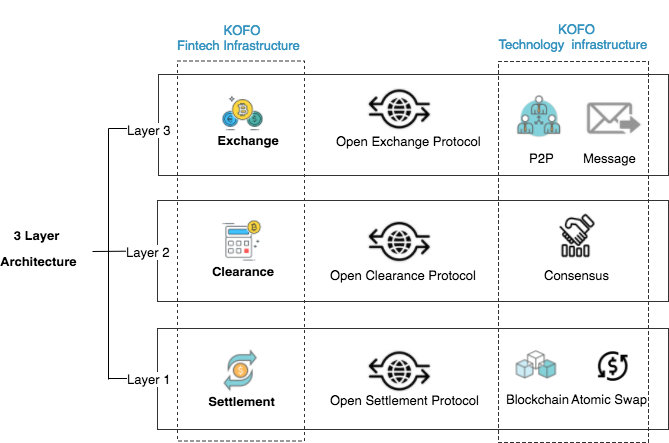 KOFO
Fintech Infrastructure
KOFO
Technology infrastructure
Layer 3
Exchange
Open Exchange Protocol
P2P
Message
3 Layer
Architecture
Layer 2
Clearance
Open Clearance Protocol
Consensus
Layer 1
Settlement
Open Settlement Protocol
Blockchain
Atomic Swap